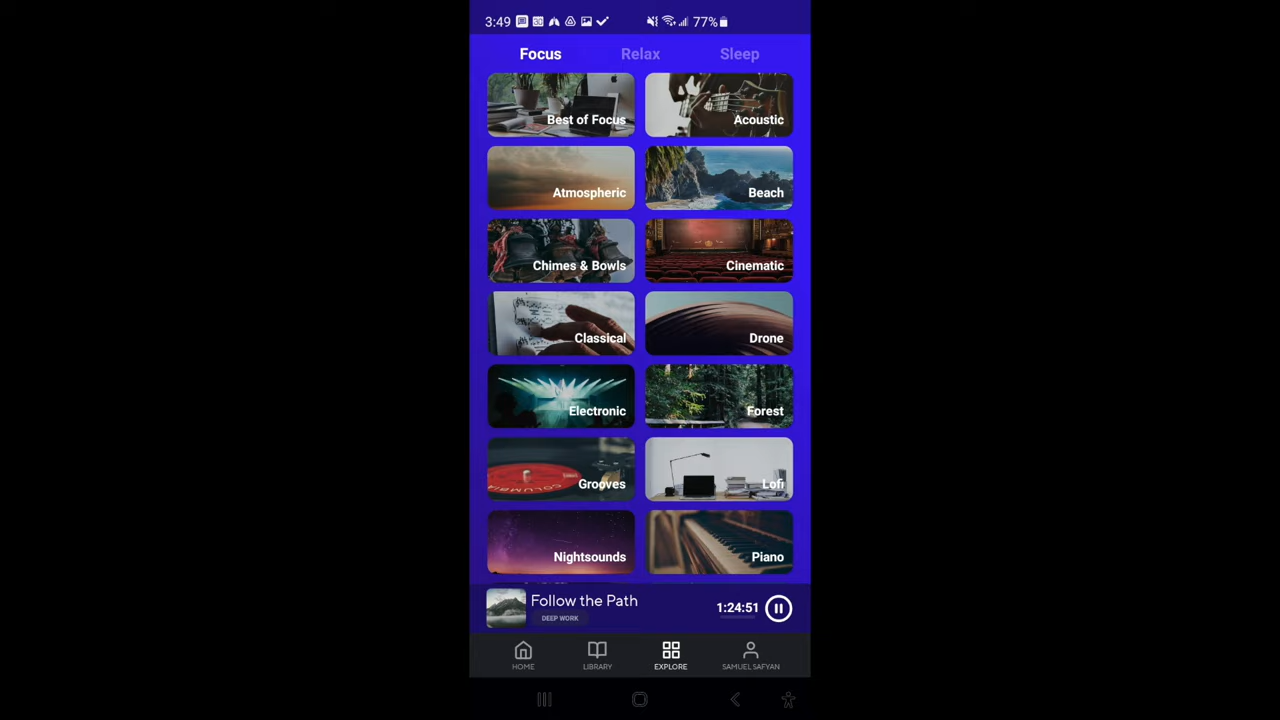 3:49 77%
Focus Relax Sleep
Best of Focus
Acoustic
Atmospheric
Beach
Chimes & Bowls
Cinematic
Classical
Drone
Electronic
Forest
COLUMBIA
Grooves
Lofi
Nightsounds
Piano
Follow the Path
DEEP WORK
1:24:51
HOME LIBRARY EXPLORE SAMUEL SAFYAN